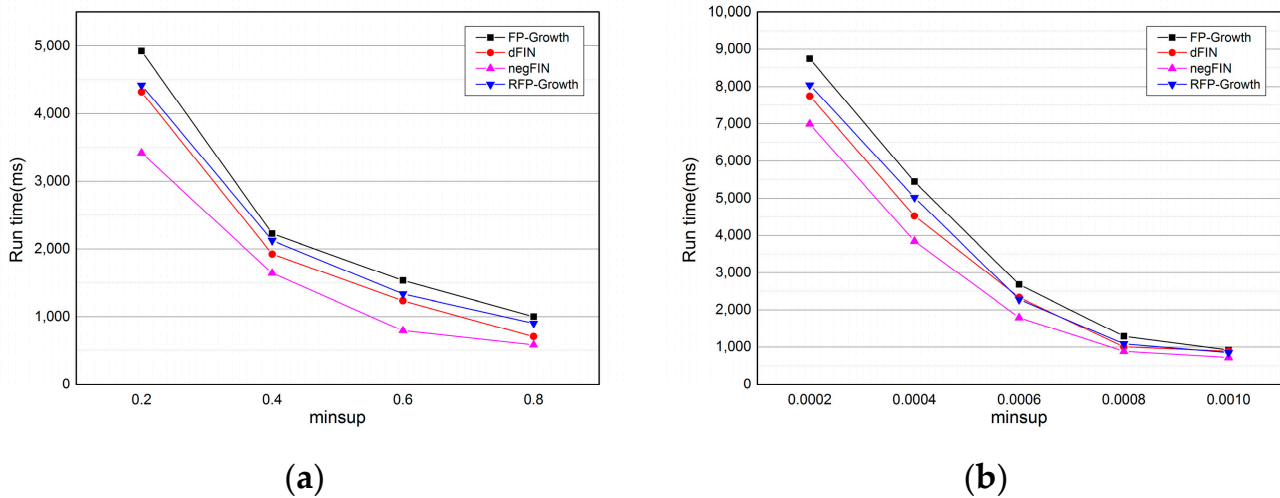 FP-Growth
dFIN
negFIN
RFP-Growth
5,000
4,000
3,000
2,000
1,000
0
Run time(ms)
0.2 0.4 0.6 0.8
minsup
(a)
FP-Growth
dFIN
negFIN
RFP-Growth
10,000
9,000
8,000
7,000
6,000
5,000
4,000
3,000
2,000
1,000
0
Run time(ms)
0.0002 0.0004 0.0006 0.0008 0.0010
minsup
(b)